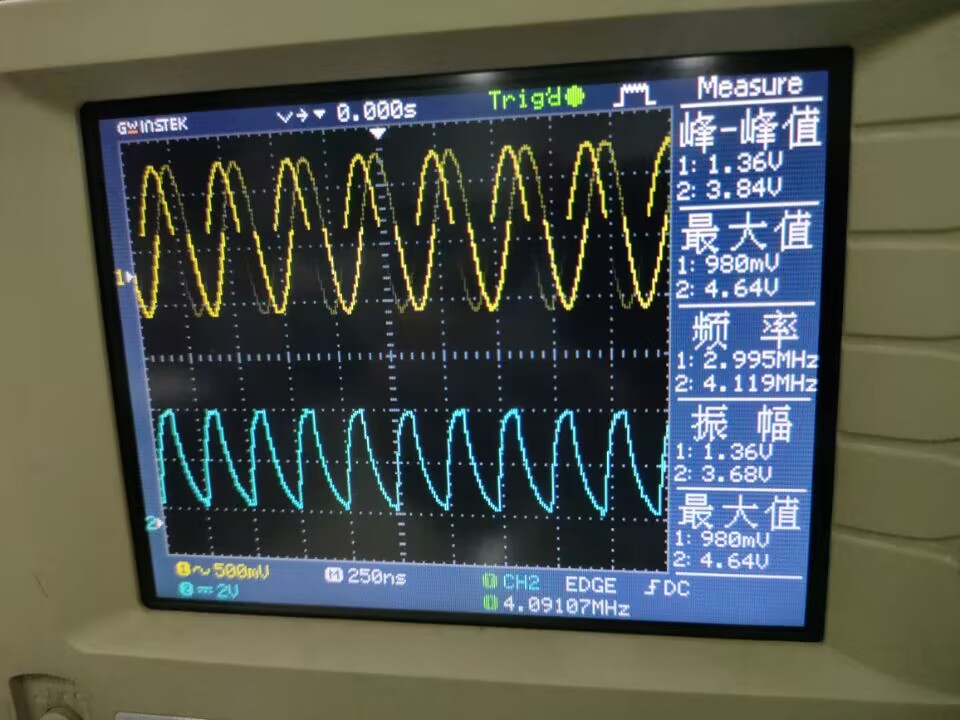 GWINSTEK
0.000s
Trig'd
Measure
峰-峰值
1: 1.36V
2: 3.84V
最大值
1: 980mV
2: 4.64V
频率
1: 2.995MHz
2: 4.119MHz
振幅
1: 1.36V
2: 3.68V
最大值
1: 980mV
2: 4.64V
1
2
1 ~ 500mV
M 250ns
CH2 EDGE DC
2 2V
4.09107MHz